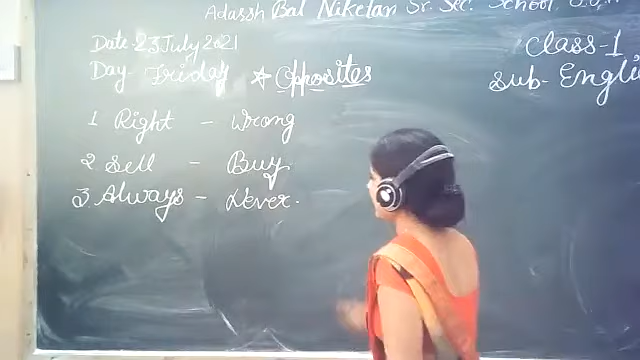 Adarsh Bal Niketan Sr. Sec. School
Date-23 July 2021
Class-1
Day- Friday * Opposites
Sub- Engli
1 Right - Wrong
2 Sell - Buy.
3. Always - Never.